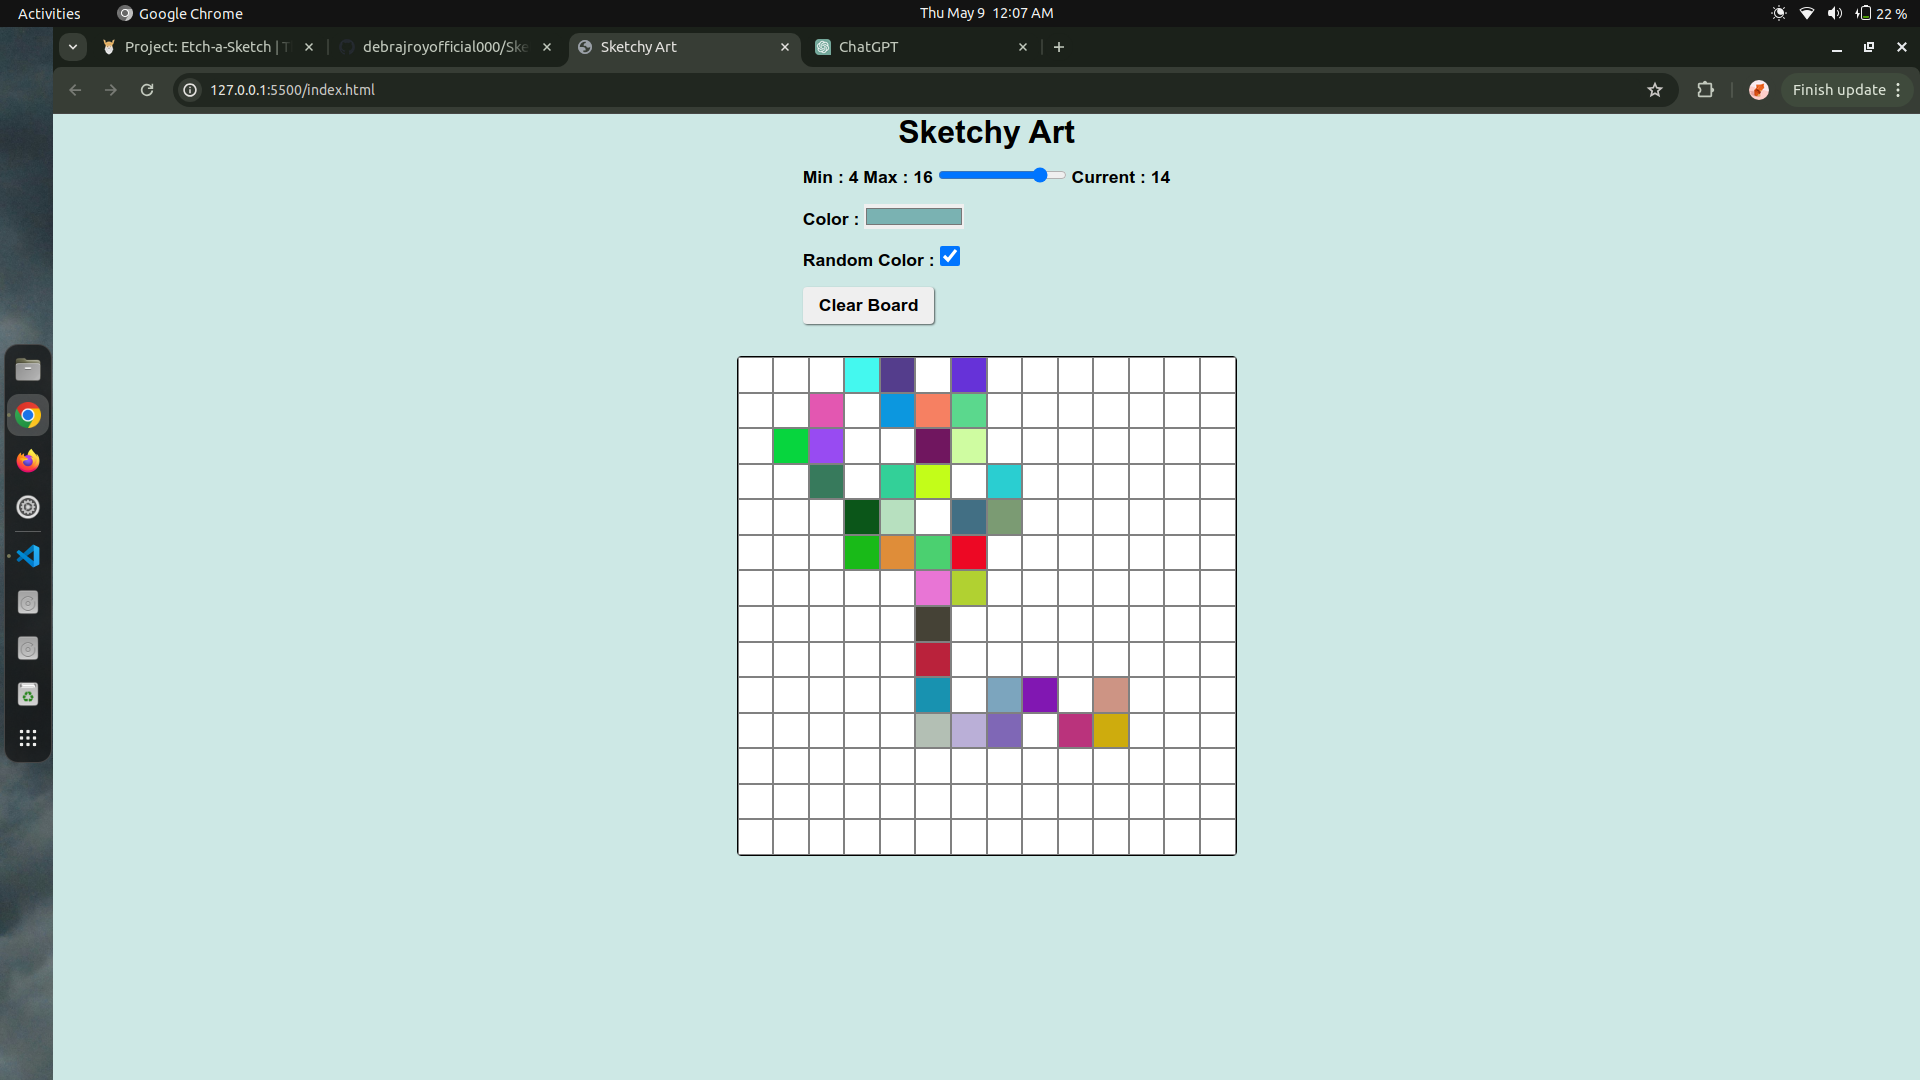 Activities Google Chrome Thu May 9 12:07 AM 22 %
Project: Etch-a-Sketch | T debrajroyofficial000/Ske Sketchy Art ChatGPT
127.0.0.1:5500/index.html Finish update
Sketchy Art
Min : 4 Max : 16 Current : 14
Color :
Random Color :
Clear Board